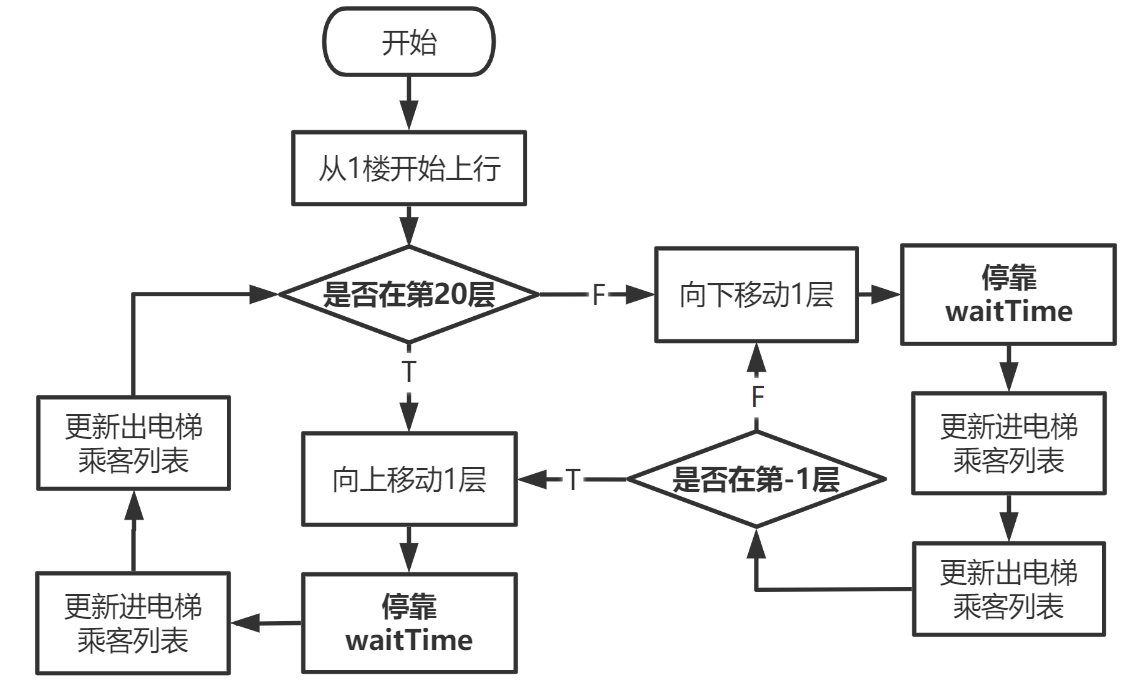 开始
从1楼开始上行
是否在第20层
F
向下移动1层
停靠
waitTime
T
更新出电梯
乘客列表
更新进电梯
乘客列表
F
向上移动1层
T
是否在第-1层
更新进电梯
乘客列表
停靠
waitTime
更新出电梯
乘客列表